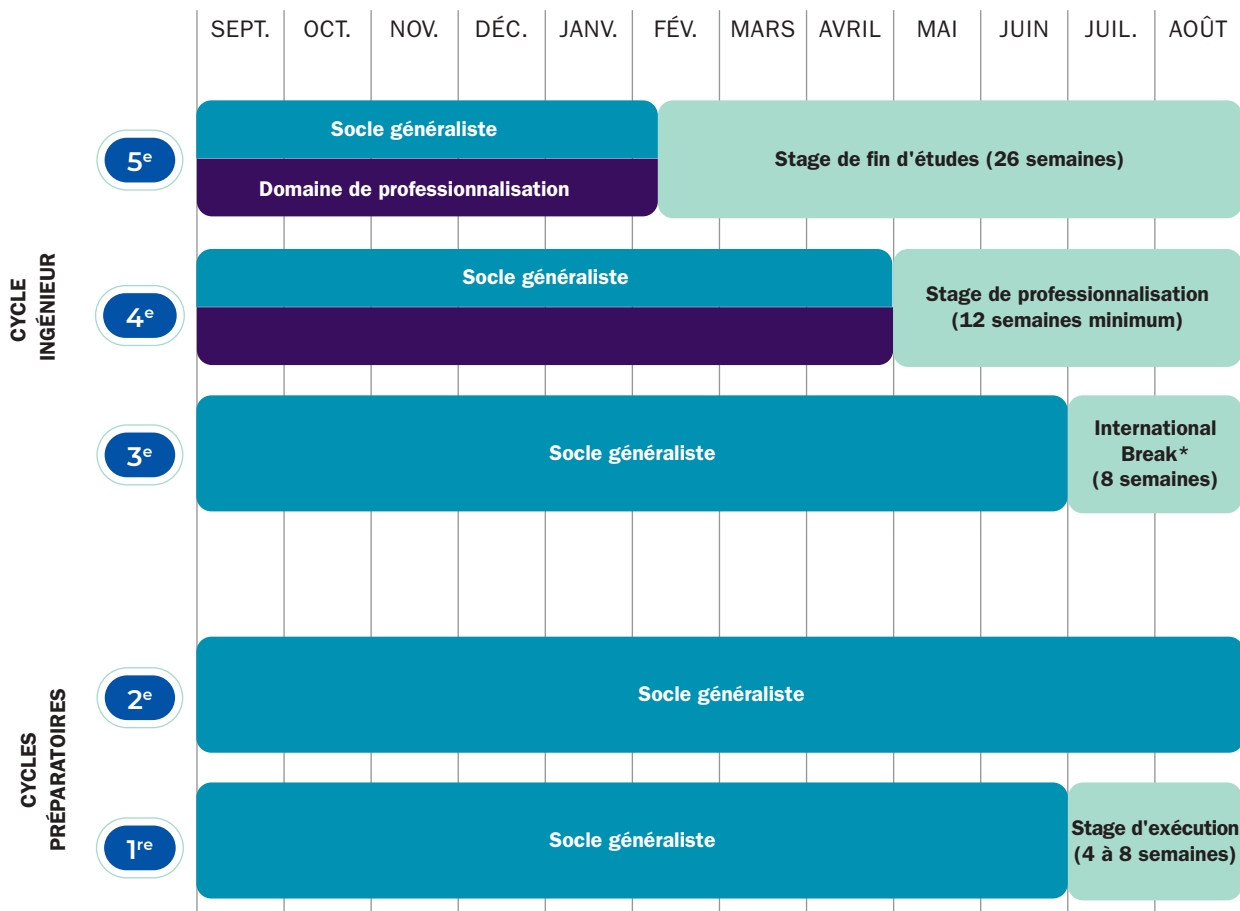 SEPT. OCT. NOV. DÉC. JANV. FÉV. MARS AVRIL MAI JUIN JUIL. AOÛT
CYCLE
INGÉNIEUR
5e
Socle généraliste
Domaine de professionnalisation
Stage de fin d'études (26 semaines)
4e
Socle généraliste
Stage de professionnalisation
(12 semaines minimum)
3e
Socle généraliste
International
Break*
(8 semaines)
CYCLES
PRÉPARATOIRES
2e
Socle généraliste
1re
Socle généraliste
Stage d'exécution
(4 à 8 semaines)